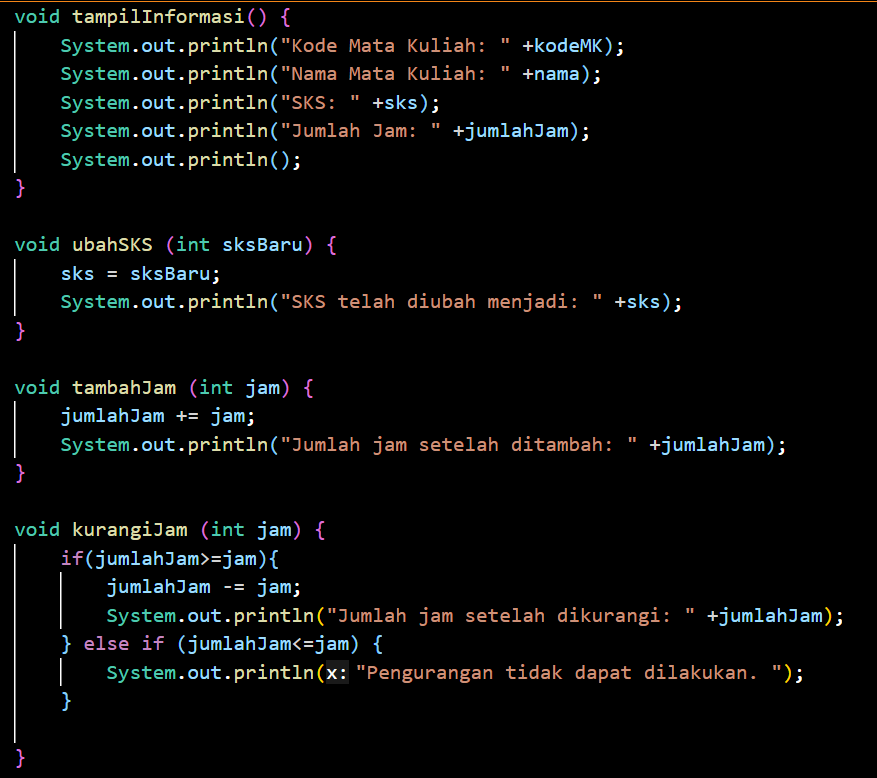 void tampilInformasi() {
    System.out.println("Kode Mata Kuliah: " +kodeMK);
    System.out.println("Nama Mata Kuliah: " +nama);
    System.out.println("SKS: " +sks);
    System.out.println("Jumlah Jam: " +jumlahJam);
    System.out.println();
}

void ubahSKS (int sksBaru) {
    sks = sksBaru;
    System.out.println("SKS telah diubah menjadi: " +sks);
}

void tambahJam (int jam) {
    jumlahJam += jam;
    System.out.println("Jumlah jam setelah ditambah: " +jumlahJam);
}

void kurangiJam (int jam) {
    if(jumlahJam>=jam){
        jumlahJam -= jam;
        System.out.println("Jumlah jam setelah dikurangi: " +jumlahJam);
    } else if (jumlahJam<=jam) {
        System.out.println(x: "Pengurangan tidak dapat dilakukan. ");
    }

}